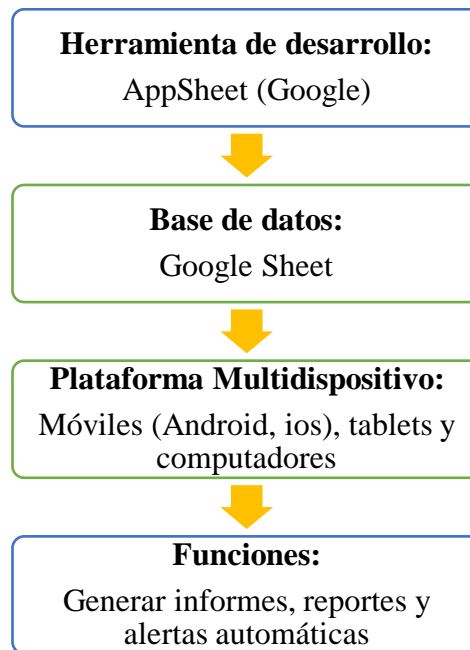 Herramienta de desarrollo:
AppSheet (Google)
Base de datos:
Google Sheet
Plataforma Multidispositivo:
Móviles (Android, ios), tablets y
computadores
Funciones:
Generar informes, reportes y
alertas automáticas